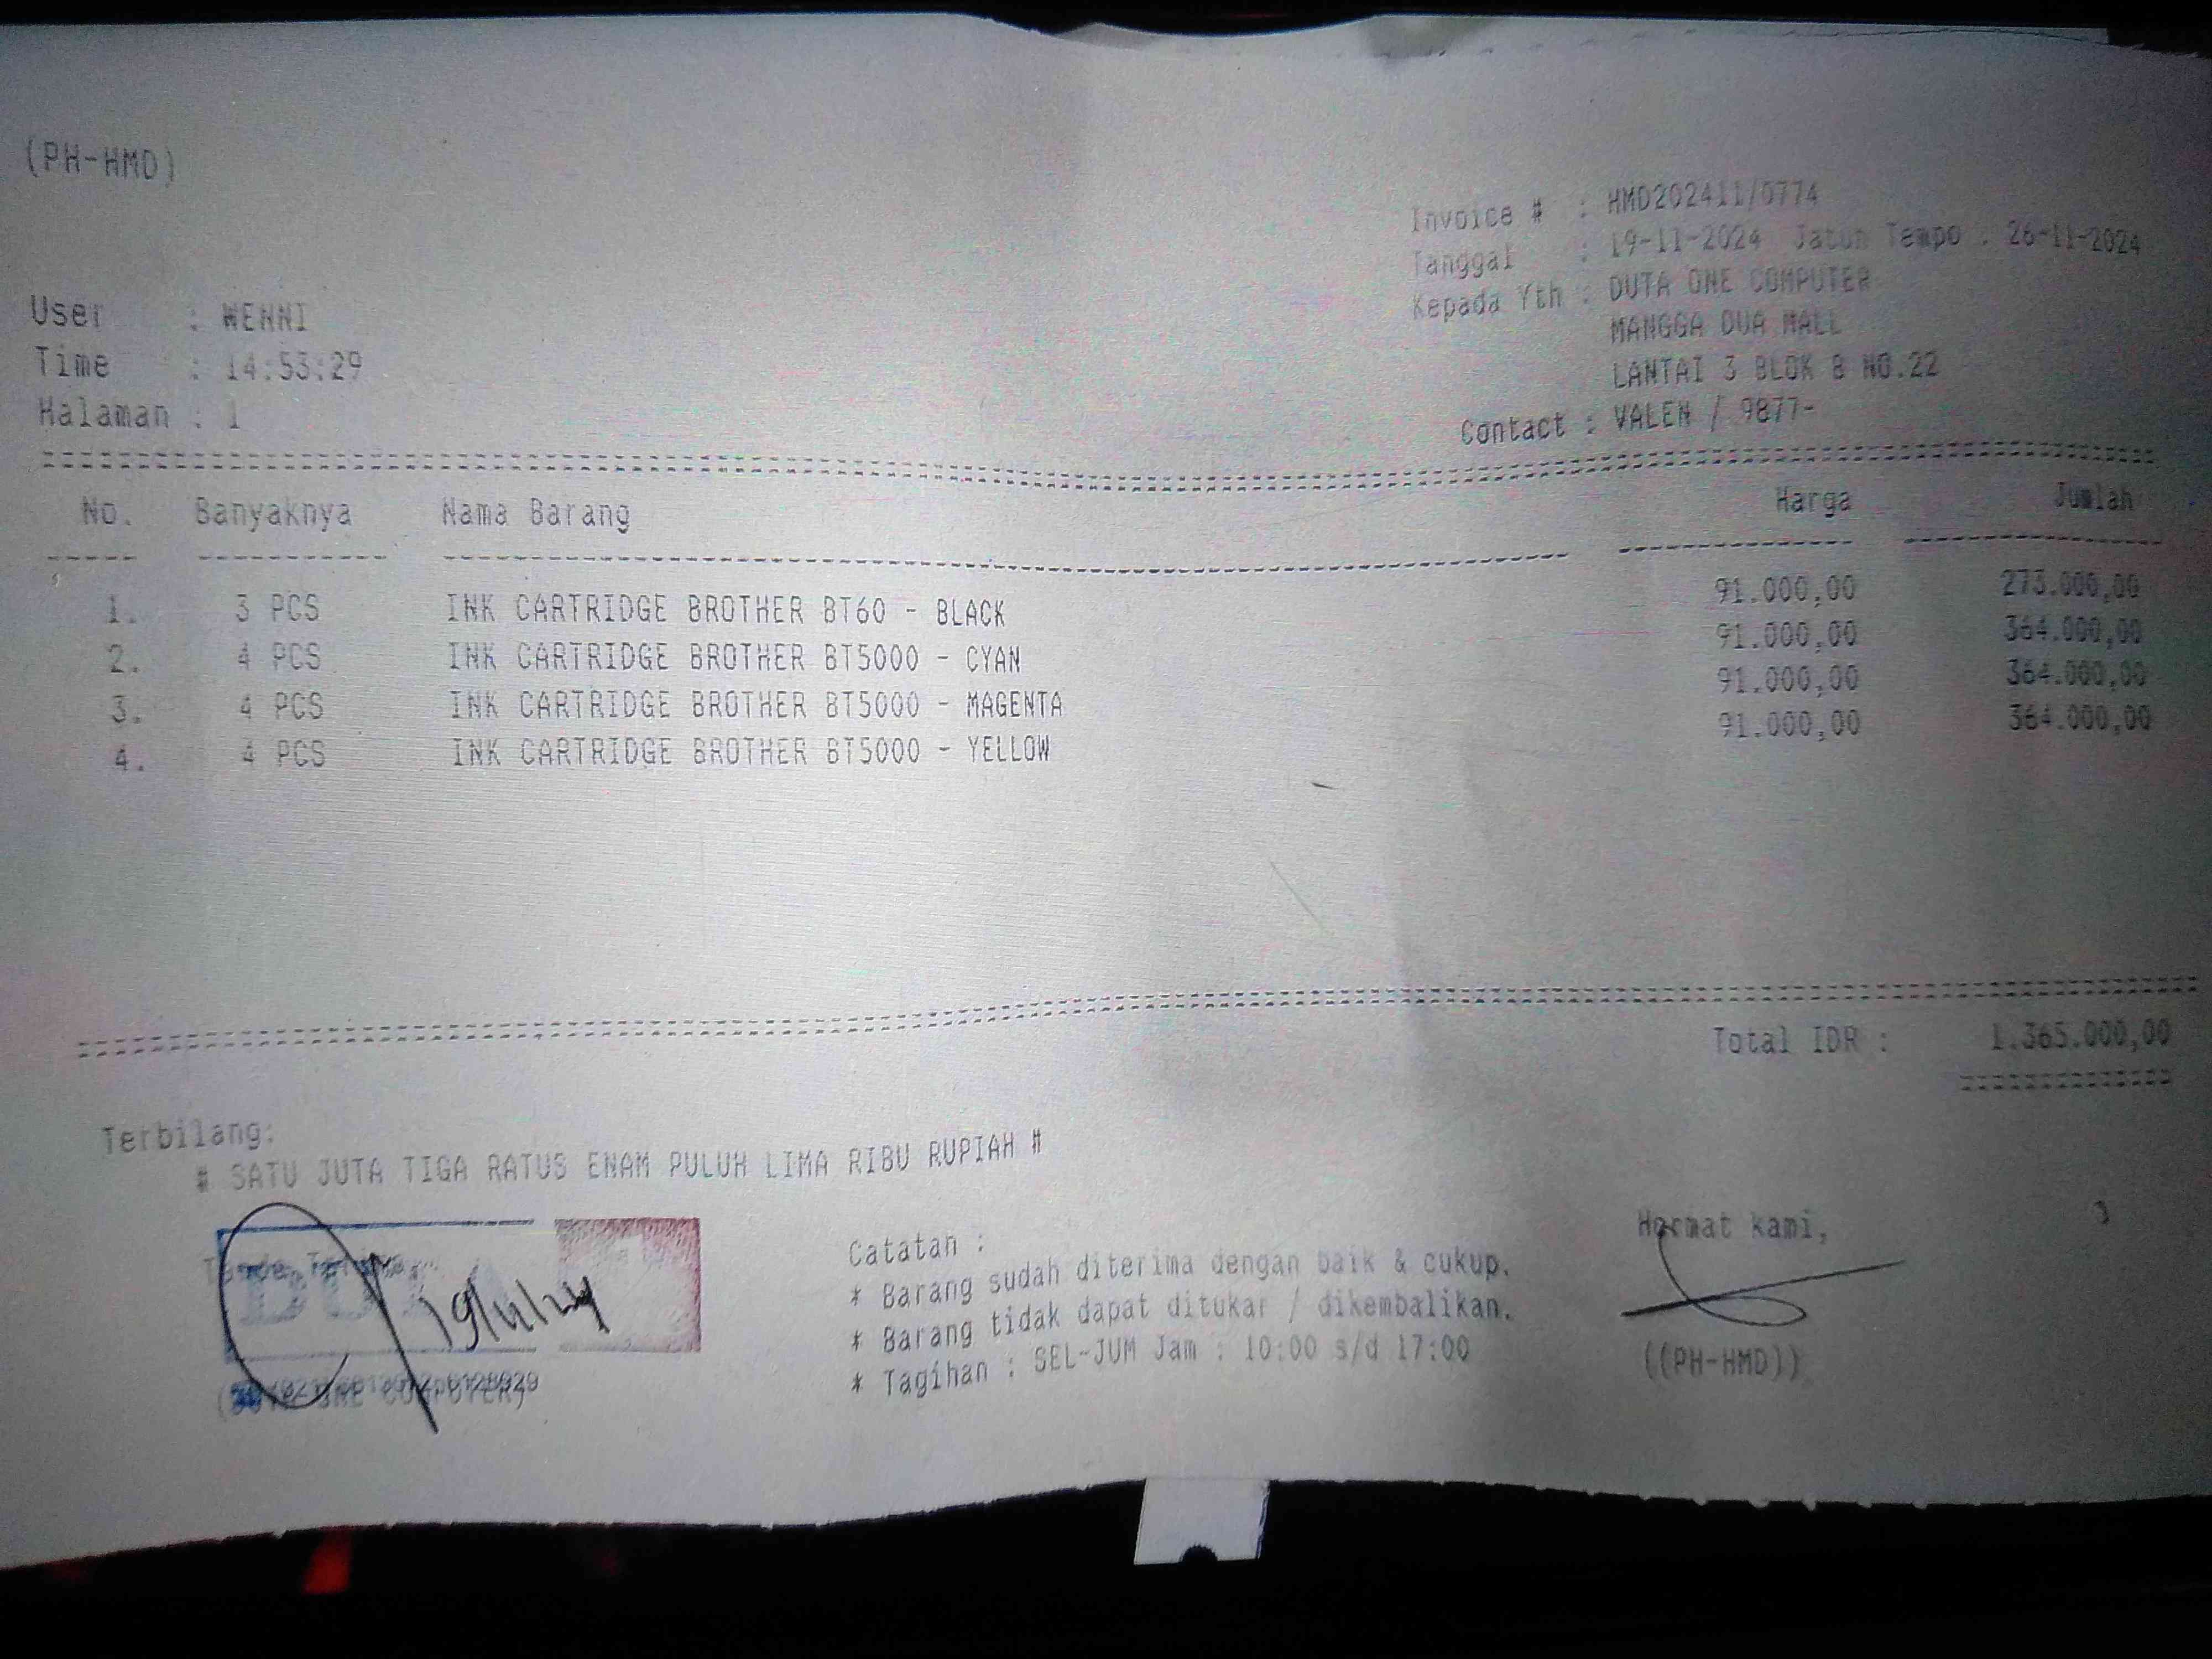 (PH-HMD)
Invoice # : HMD202411/0774
Tanggal : 19-11-2024 Jatuh Tempo : 26-11-2024
Kepada Yth : DUTA ONE COMPUTER
MANGGA DUA MALL
LANTAI 3 BLOK B NO.22
Contact : VALEN / 9877-
User : WENNI
Time : 14:53:29
Halaman : 1
No. Banyaknya Nama Barang Harga Jumlah
1. 3 PCS INK CARTRIDGE BROTHER BT60 - BLACK 91.000,00 273.000,00
2. 4 PCS INK CARTRIDGE BROTHER BT5000 - CYAN 91.000,00 364.000,00
3. 4 PCS INK CARTRIDGE BROTHER BT5000 - MAGENTA 91.000,00 364.000,00
4. 4 PCS INK CARTRIDGE BROTHER BT5000 - YELLOW 91.000,00 364.000,00
Total IDR : 1.365.000,00
Terbilang:
# SATU JUTA TIGA RATUS ENAM PULUH LIMA RIBU RUPIAH #
Tanda Terima
19/11/24
Catatan :
* Barang sudah diterima dengan baik & cukup.
* Barang tidak dapat ditukar / dikembalikan.
* Tagihan : SEL-JUM Jam : 10:00 s/d 17:00
Hormat kami,
((PH-HMD))